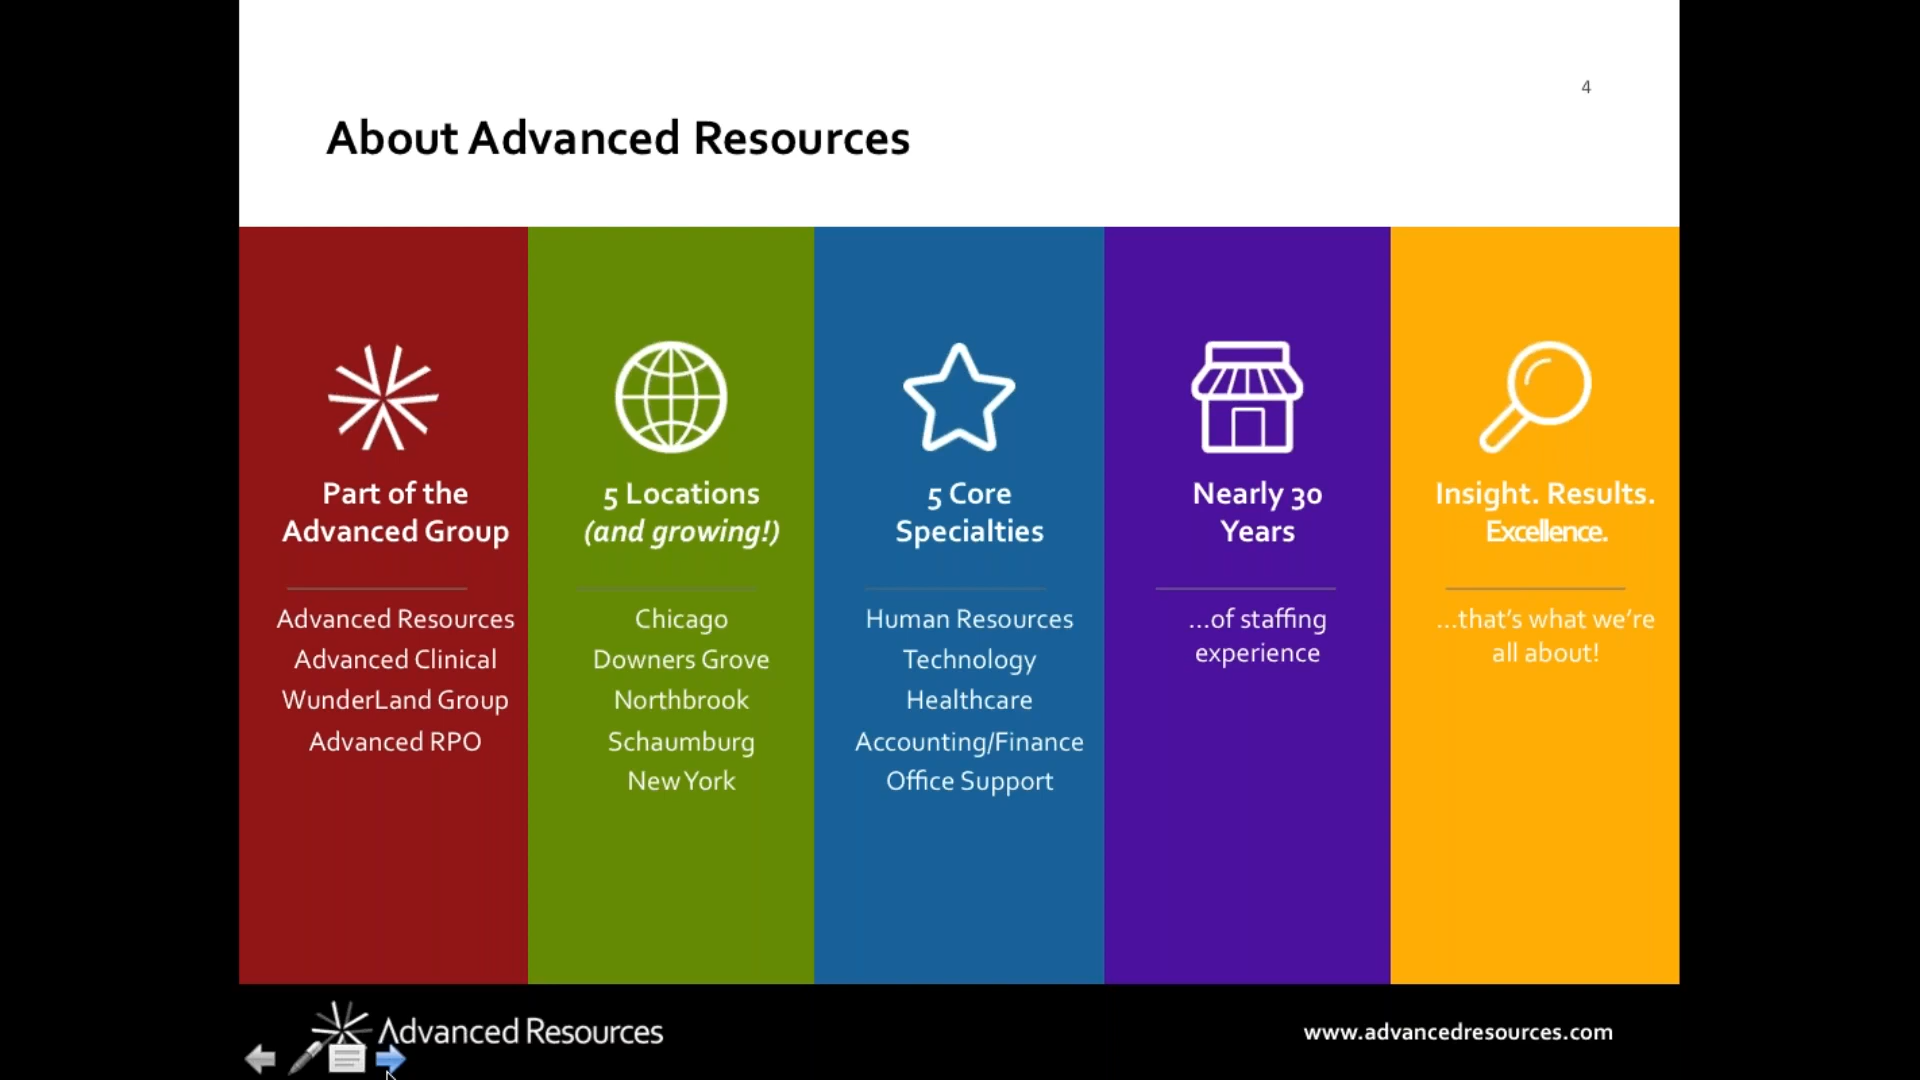 4
About Advanced Resources
Part of the
Advanced Group
Advanced Resources
Advanced Clinical
WunderLand Group
Advanced RPO
5 Locations
(and growing!)
Chicago
Downers Grove
Northbrook
Schaumburg
New York
5 Core
Specialties
Human Resources
Technology
Healthcare
Accounting/Finance
Office Support
Nearly 30
Years
...of staffing
experience
Insight. Results.
Excellence.
...that’s what we’re
all about!
Advanced Resources
www.advancedresources.com